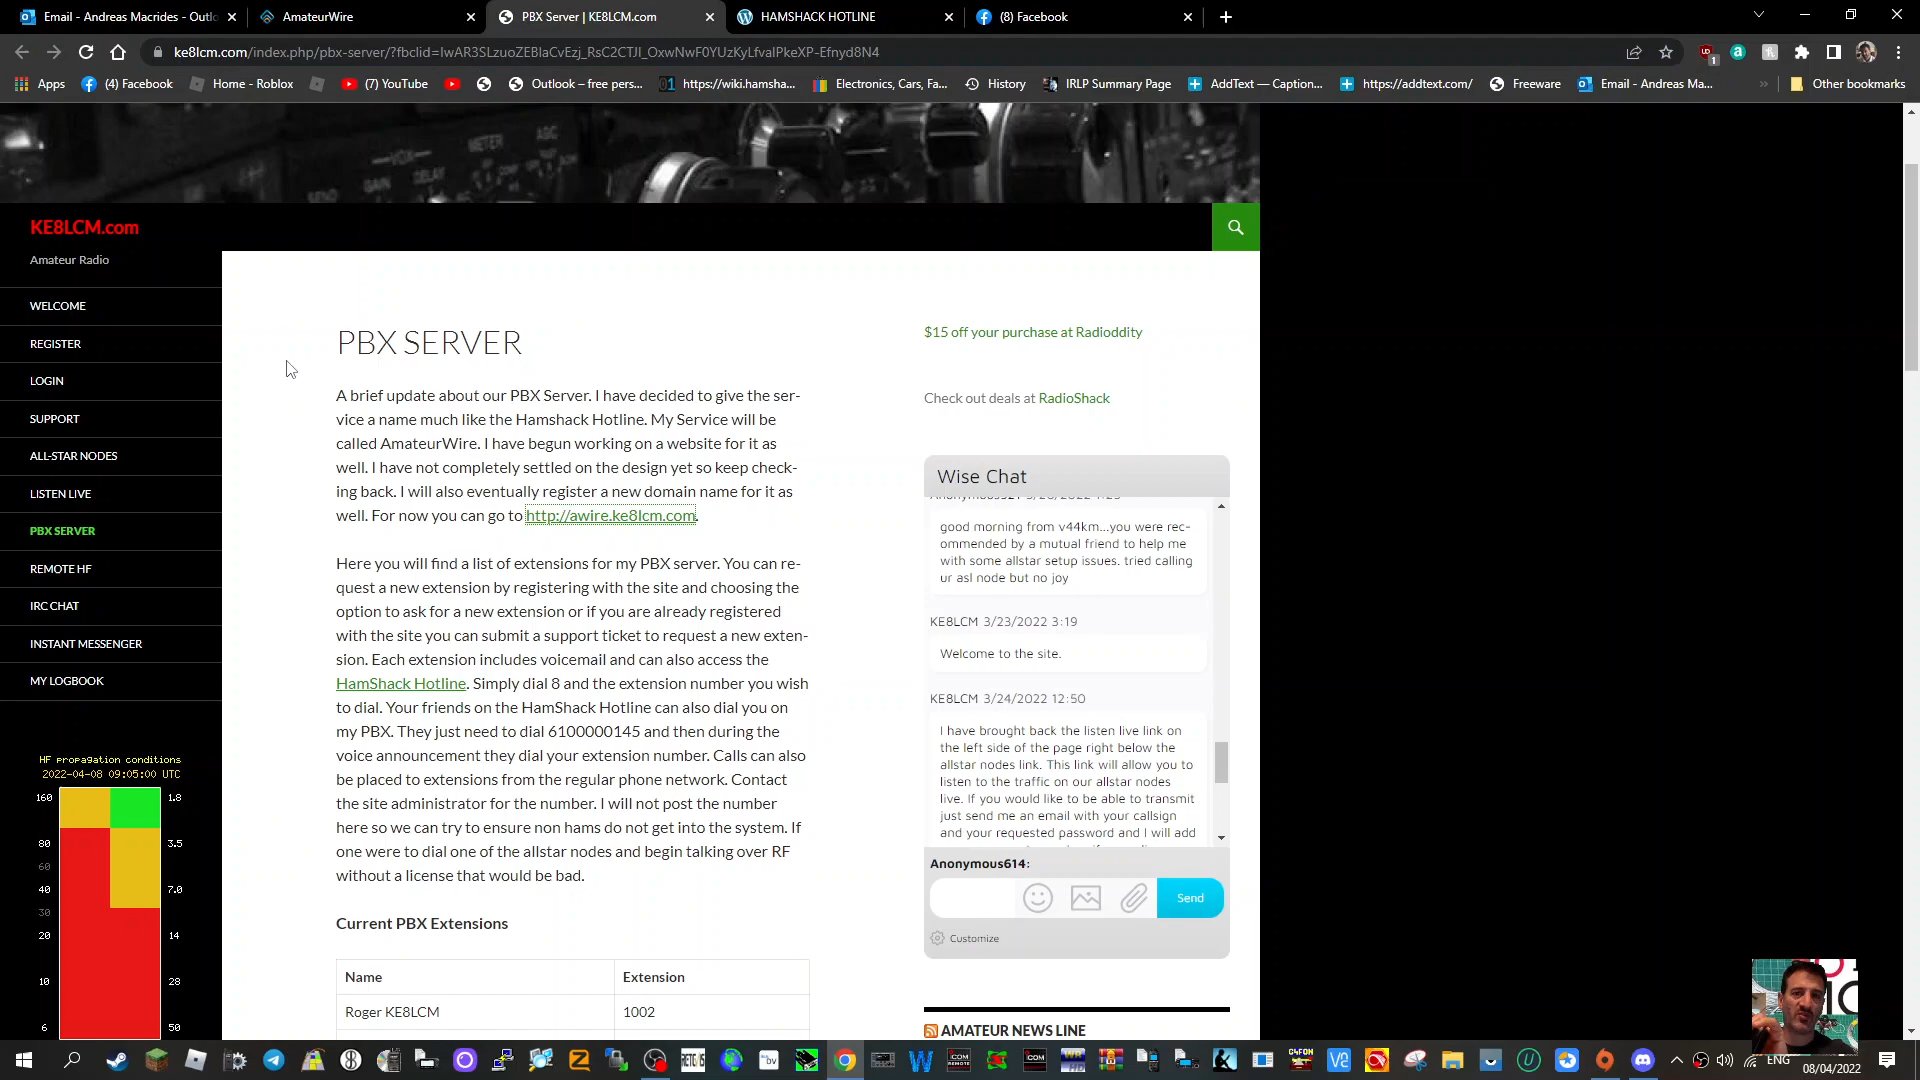 Email - Andreas Macrides - Outlo
AmateurWire
PBX Server | KE8LCM.com
HAMSHACK HOTLINE
(8) Facebook
ke8lcm.com/index.php/pbx-server/?fbclid=IwAR3SLzuoZEBlaCvEzj_RsC2CTJI_OxwNwF0YUzKyLfvaIPkeXP-Efnyd8N4
Apps
(4) Facebook
Home - Roblox
(7) YouTube
Outlook – free pers...
https://wiki.hamsha...
Electronics, Cars, Fa...
History
IRLP Summary Page
AddText — Caption...
https://addtext.com/
Freeware
Email - Andreas Ma...
Other bookmarks
VOX
GAIN
DELAY
METER
AGC
KE8LCM.com
Amateur Radio
WELCOME
REGISTER
LOGIN
SUPPORT
ALL-STAR NODES
LISTEN LIVE
PBX SERVER
REMOTE HF
IRC CHAT
INSTANT MESSENGER
MY LOGBOOK
HF propagation conditions
2022-04-08 09:05:00 UTC
160 1.8
80 3.5
60
40 7.0
30
20 14
10 28
6 50
PBX SERVER
A brief update about our PBX Server. I have decided to give the ser-
vice a name much like the Hamshack Hotline. My Service will be
called AmateurWire. I have begun working on a website for it as
well. I have not completely settled on the design yet so keep check-
ing back. I will also eventually register a new domain name for it as
well. For now you can go to http://awire.ke8lcm.com.
Here you will find a list of extensions for my PBX server. You can re-
quest a new extension by registering with the site and choosing the
option to ask for a new extension or if you are already registered
with the site you can submit a support ticket to request a new exten-
sion. Each extension includes voicemail and can also access the
HamShack Hotline. Simply dial 8 and the extension number you wish
to dial. Your friends on the HamShack Hotline can also dial you on
my PBX. They just need to dial 6100000145 and then during the
voice announcement they dial your extension number. Calls can also
be placed to extensions from the regular phone network. Contact
the site administrator for the number. I will not post the number
here so we can try to ensure non hams do not get into the system. If
one were to dial one of the allstar nodes and begin talking over RF
without a license that would be bad.
Current PBX Extensions
Name Extension
Roger KE8LCM 1002
$15 off your purchase at Radioddity
Check out deals at RadioShack
Wise Chat
good morning from v44km...you were rec-
ommended by a mutual friend to help me
with some allstar setup issues. tried calling
ur asl node but no joy
KE8LCM 3/23/2022 3:19
Welcome to the site.
KE8LCM 3/24/2022 12:50
I have brought back the listen live link on
the left side of the page right below the
allstar nodes link. This link will allow you to
listen to the traffic on our allstar nodes
live. If you would like to be able to transmit
just send me an email with your callsign
and your requested password and I will add
Anonymous614:
Send
Customize
AMATEUR NEWS LINE
ENG
08/04/2022